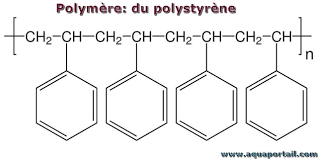 Polymère: du polystyrène
CH₂—CH—CH₂—CH—CH₂—CH—CH₂—CH
n
www.aquaportail.com